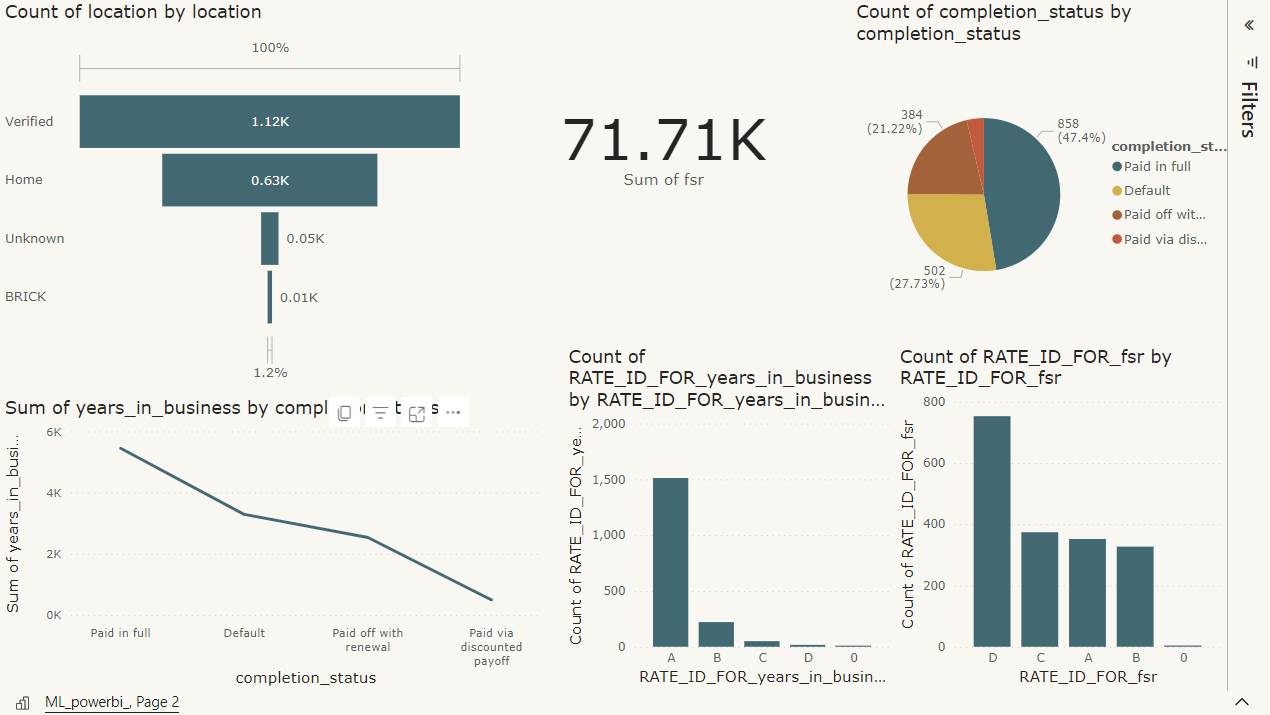 Count of location by location
100%
Verified
1.12K
Home
0.63K
Unknown
0.05K
BRICK
0.01K
1.2%
71.71K
Sum of fsr
Count of completion_status by
completion_status
384
(21.22%)
858
(47.4%)
502
(27.73%)
completion_st...
Paid in full
Default
Paid off wit...
Paid via dis...
Filters
Sum of years_in_business by
Sum of years_in_busi...
6K
4K
2K
0K
Paid in full
Default
Paid off with
renewal
Paid via
discounted
payoff
completion_status
Count of
RATE_ID_FOR_years_in_business
by RATE_ID_FOR_years_in_busin...
Count of RATE_ID_FOR_ye...
2,000
1,500
1,000
500
0
A
B
C
D
0
RATE_ID_FOR_years_in_busin...
Count of RATE_ID_FOR_fsr by
RATE_ID_FOR_fsr
Count of RATE_ID_FOR_fsr
800
600
400
200
0
D
C
A
B
0
RATE_ID_FOR_fsr
ML_powerbi_, Page 2